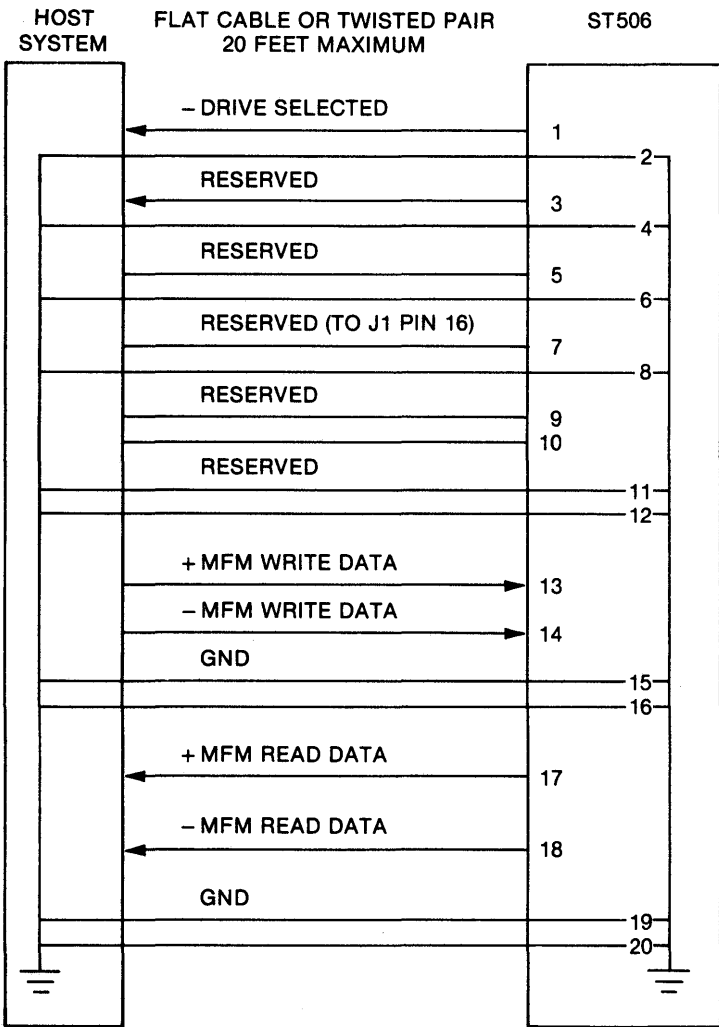 HOST SYSTEM
FLAT CABLE OR TWISTED PAIR
20 FEET MAXIMUM
ST506
– DRIVE SELECTED
1
2
RESERVED
3
4
RESERVED
5
6
RESERVED (TO J1 PIN 16)
7
8
RESERVED
9
10
RESERVED
11
12
+ MFM WRITE DATA
13
– MFM WRITE DATA
14
GND
15
16
+ MFM READ DATA
17
– MFM READ DATA
18
GND
19
20